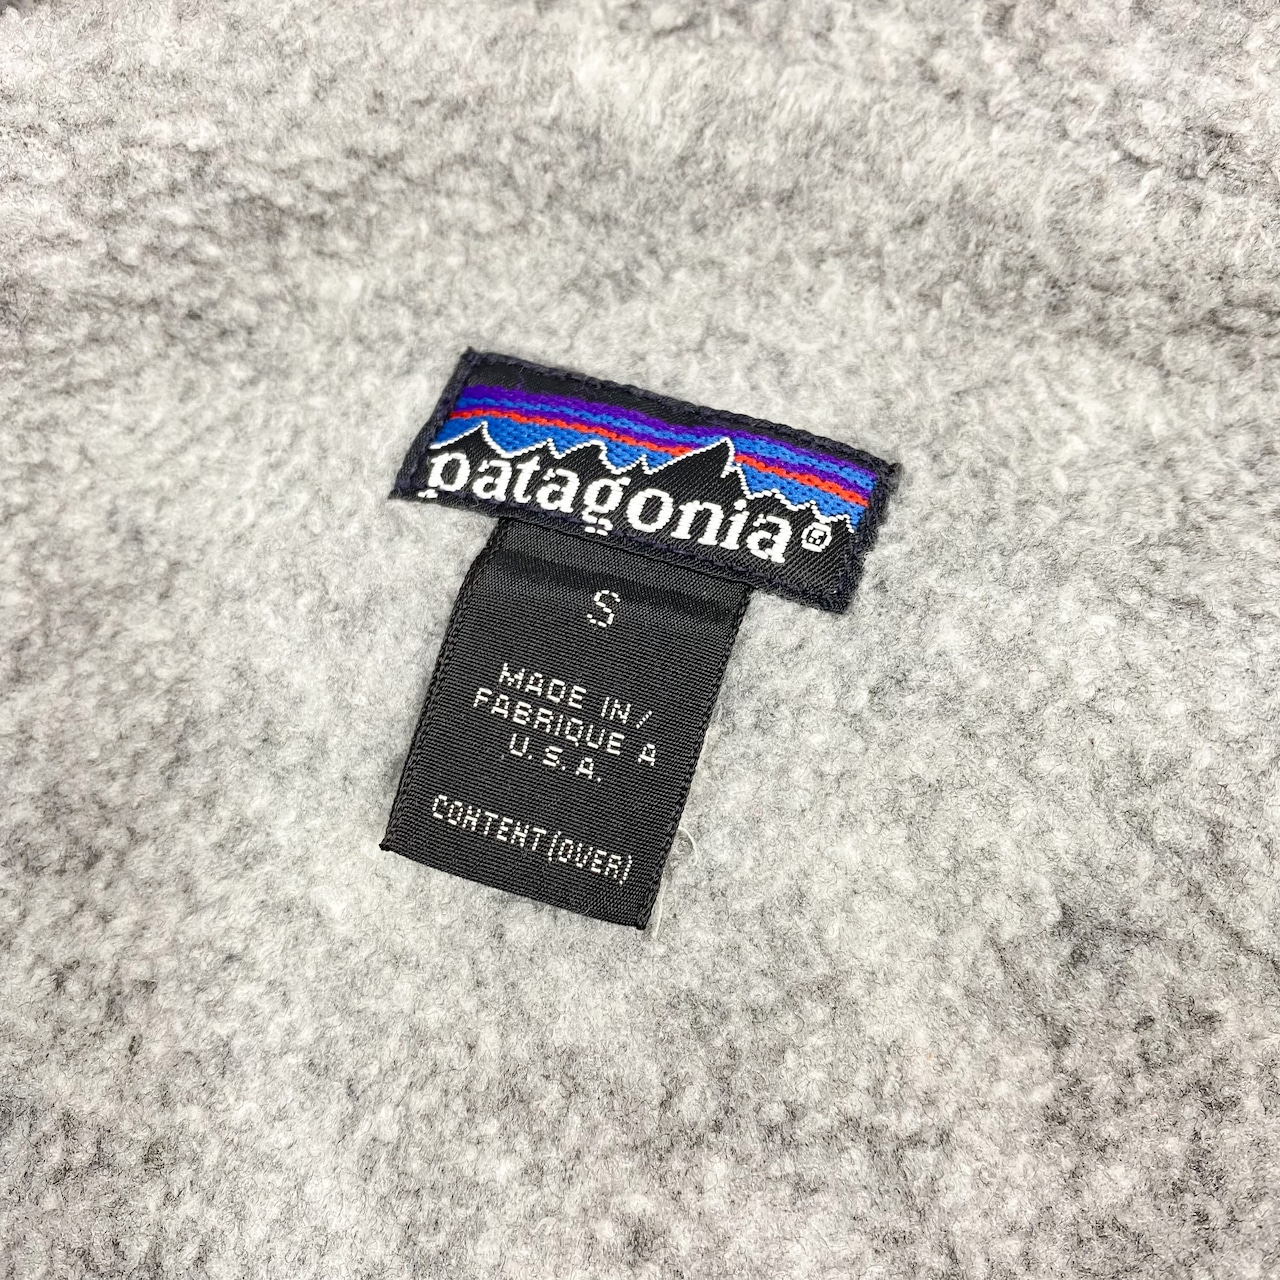 patagonia®
S
MADE IN/
FABRIQUE A
U.S.A.
CONTENT(OVER)